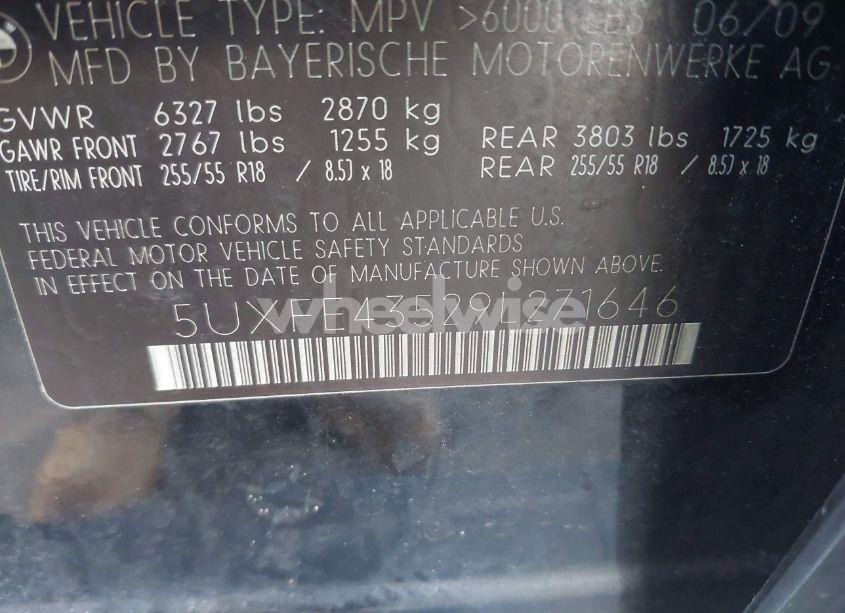 VEHICLE TYPE: MPV >6000 LBS 06/09
MFD BY BAYERISCHE MOTORENWERKE AG
GVWR 6327 lbs 2870 kg
GAWR FRONT 2767 lbs 1255 kg REAR 3803 lbs 1725 kg
TIRE/RIM FRONT 255/55 R18 / 8.5J x 18 REAR 255/55 R18 / 8.5J x 18
THIS VEHICLE CONFORMS TO ALL APPLICABLE U.S.
FEDERAL MOTOR VEHICLE SAFETY STANDARDS
IN EFFECT ON THE DATE OF MANUFACTURE SHOWN ABOVE.
5UXFE43529L271646
wheelwise